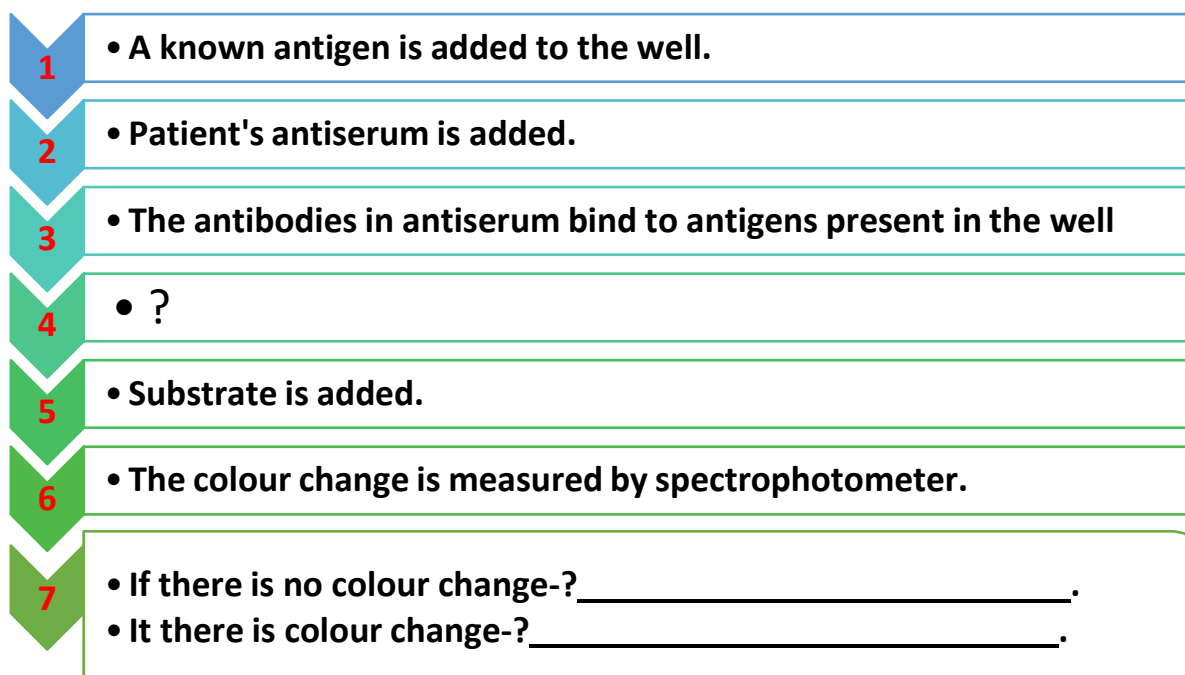 1 • A known antigen is added to the well.
2 • Patient's antiserum is added.
3 • The antibodies in antiserum bind to antigens present in the well
4 • ?
5 • Substrate is added.
6 • The colour change is measured by spectrophotometer.
7 • If there is no colour change-?______________________________.
• It there is colour change-?________________________________.